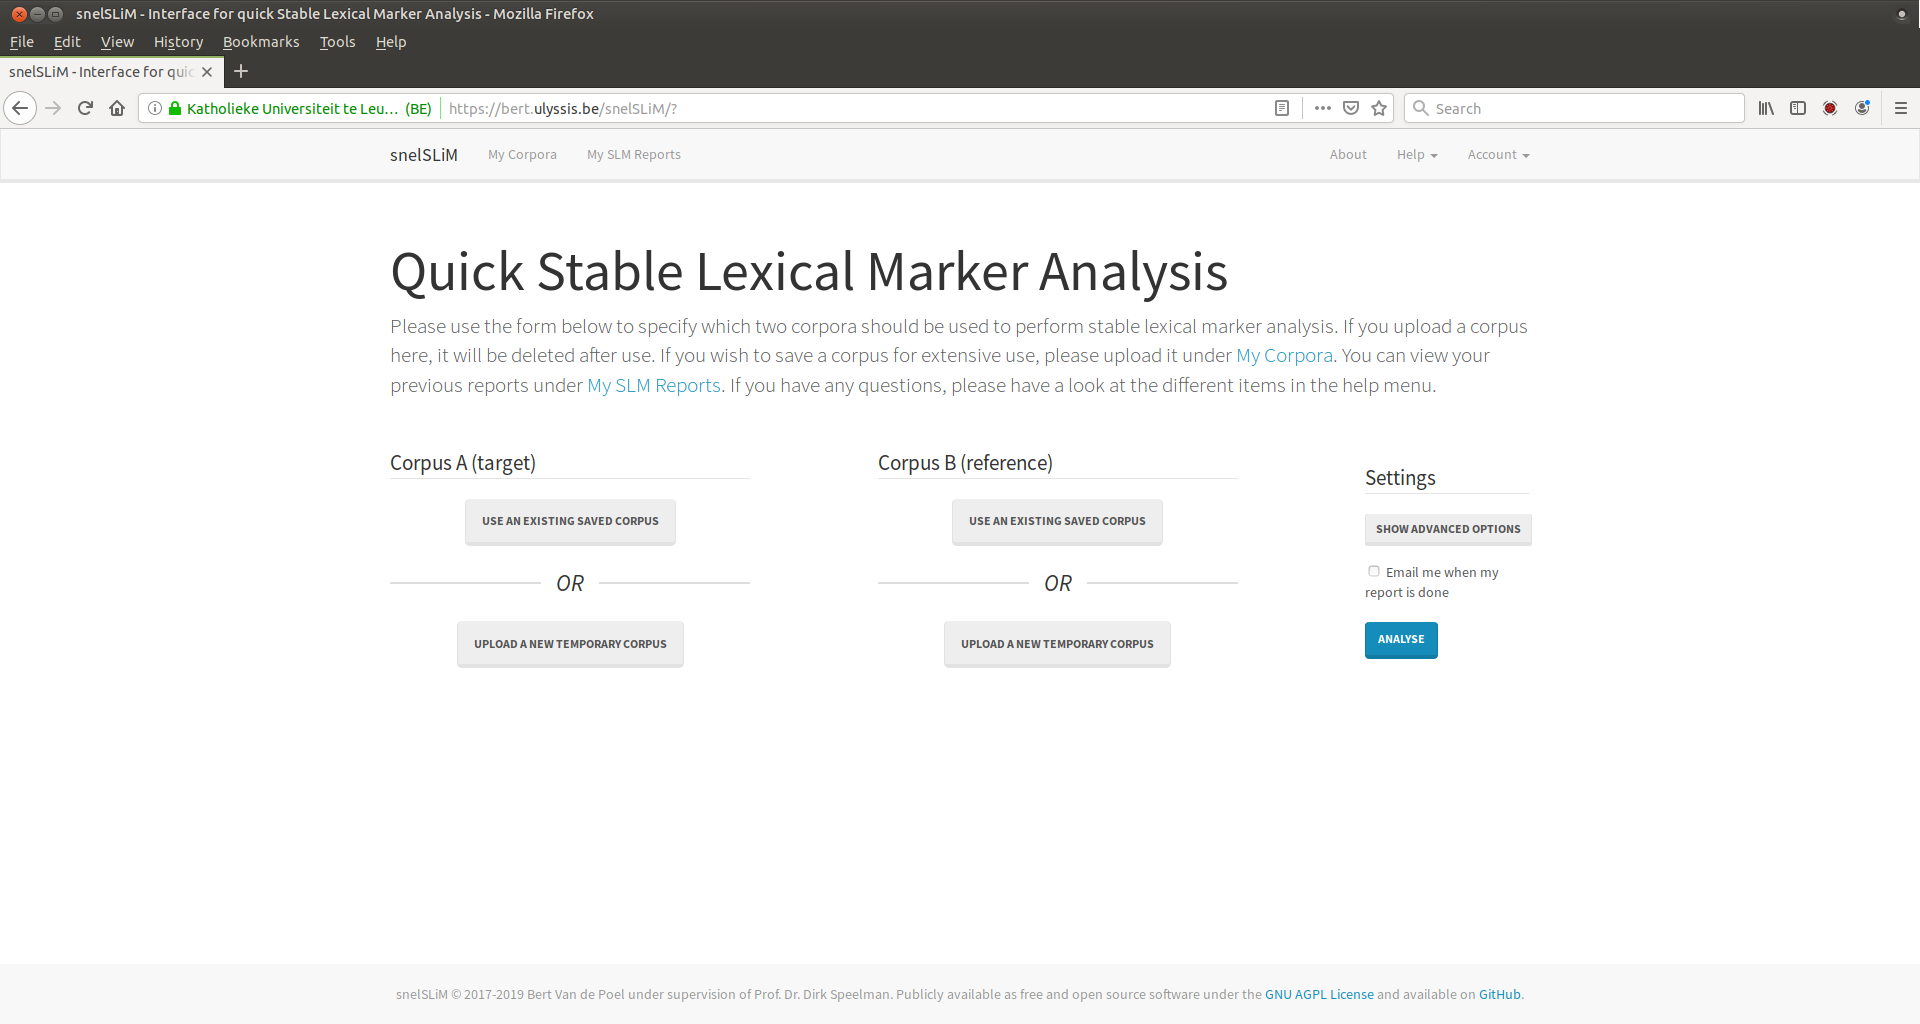 snelSLiM - Interface for quick Stable Lexical Marker Analysis - Mozilla Firefox
File Edit View History Bookmarks Tools Help
snelSLiM - Interface for quic
Katholieke Universiteit te Leu... (BE) https://bert.ulyssis.be/snelSLiM/? Search
snelSLiM My Corpora My SLM Reports About Help Account
Quick Stable Lexical Marker Analysis
Please use the form below to specify which two corpora should be used to perform stable lexical marker analysis. If you upload a corpus
here, it will be deleted after use. If you wish to save a corpus for extensive use, please upload it under My Corpora. You can view your
previous reports under My SLM Reports. If you have any questions, please have a look at the different items in the help menu.
Corpus A (target)
USE AN EXISTING SAVED CORPUS
OR
UPLOAD A NEW TEMPORARY CORPUS
Corpus B (reference)
USE AN EXISTING SAVED CORPUS
OR
UPLOAD A NEW TEMPORARY CORPUS
Settings
SHOW ADVANCED OPTIONS
Email me when my
report is done
ANALYSE
snelSLiM © 2017-2019 Bert Van de Poel under supervision of Prof. Dr. Dirk Speelman. Publicly available as free and open source software under the GNU AGPL License and available on GitHub.